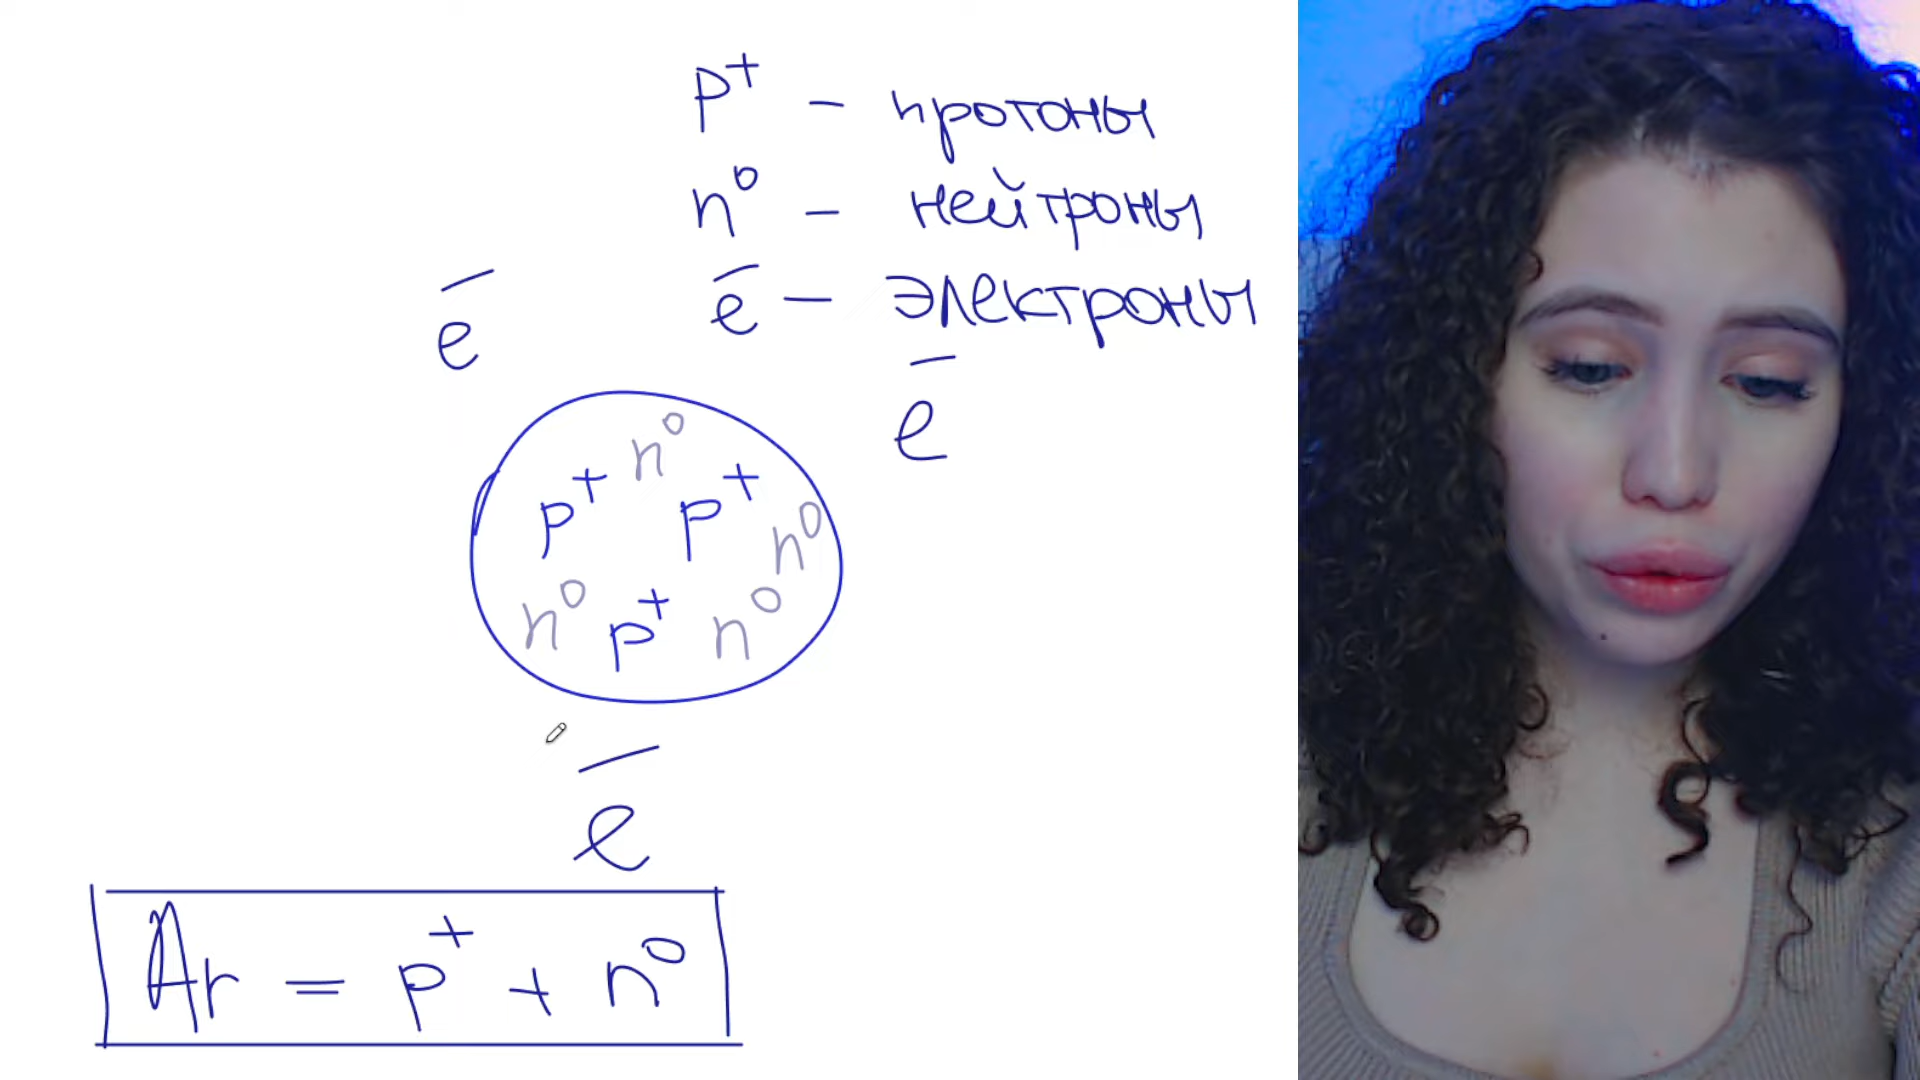 p⁺ – протоны
n⁰ – нейтроны
e̅ – электроны
e̅
e̅
n⁰
p⁺ p⁺
n⁰
n⁰ p⁺ n⁰
e̅
Ar = p⁺ + n⁰